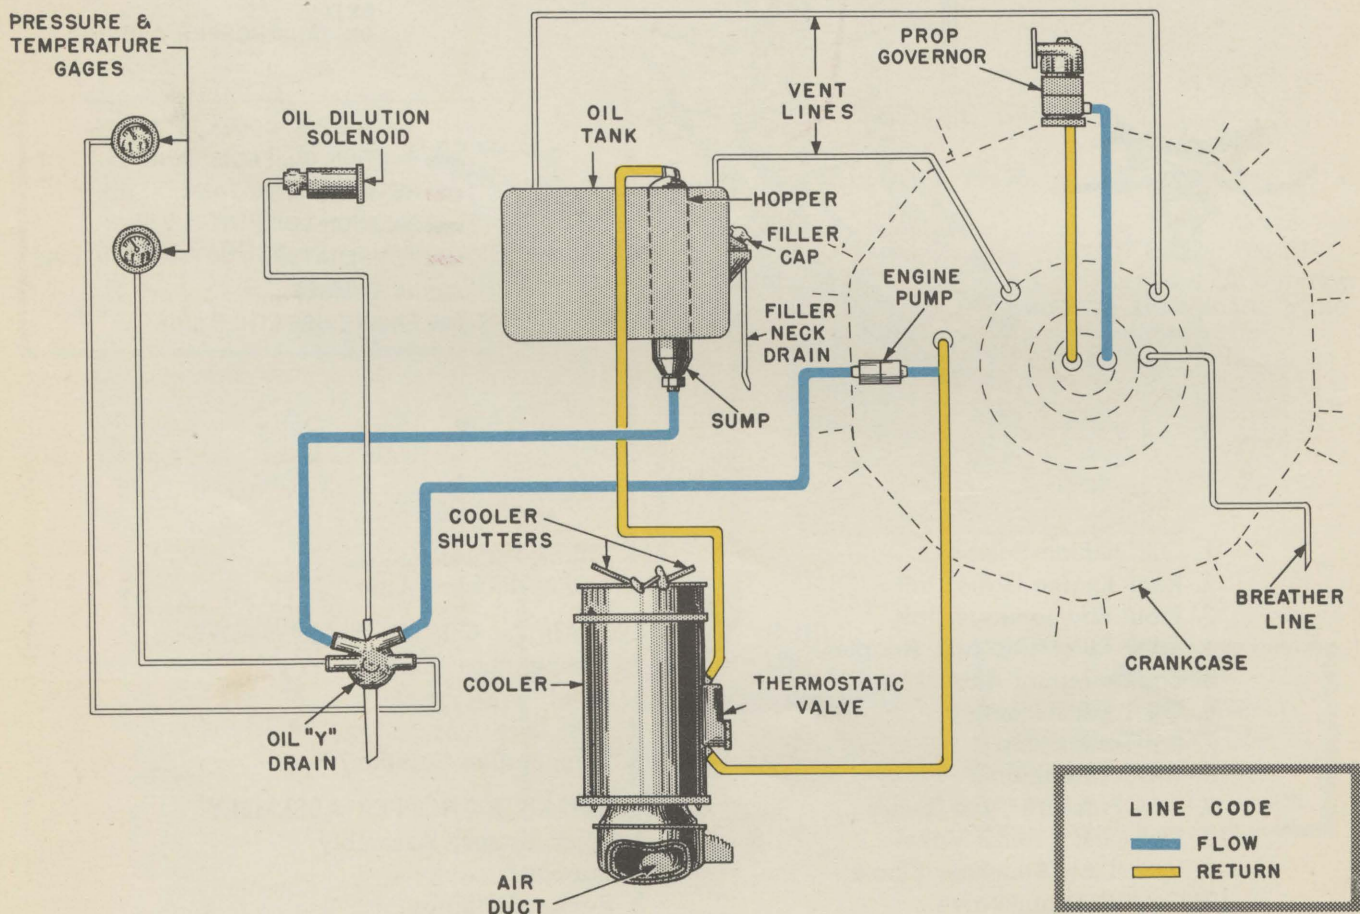 PRESSURE &
TEMPERATURE
GAGES
OIL DILUTION
SOLENOID
OIL
TANK
VENT
LINES
PROP
GOVERNOR
HOPPER
FILLER
CAP
ENGINE
PUMP
FILLER
NECK
DRAIN
SUMP
COOLER
SHUTTERS
BREATHER
LINE
CRANKCASE
COOLER
THERMOSTATIC
VALVE
OIL "Y"
DRAIN
AIR
DUCT
LINE CODE
FLOW
RETURN